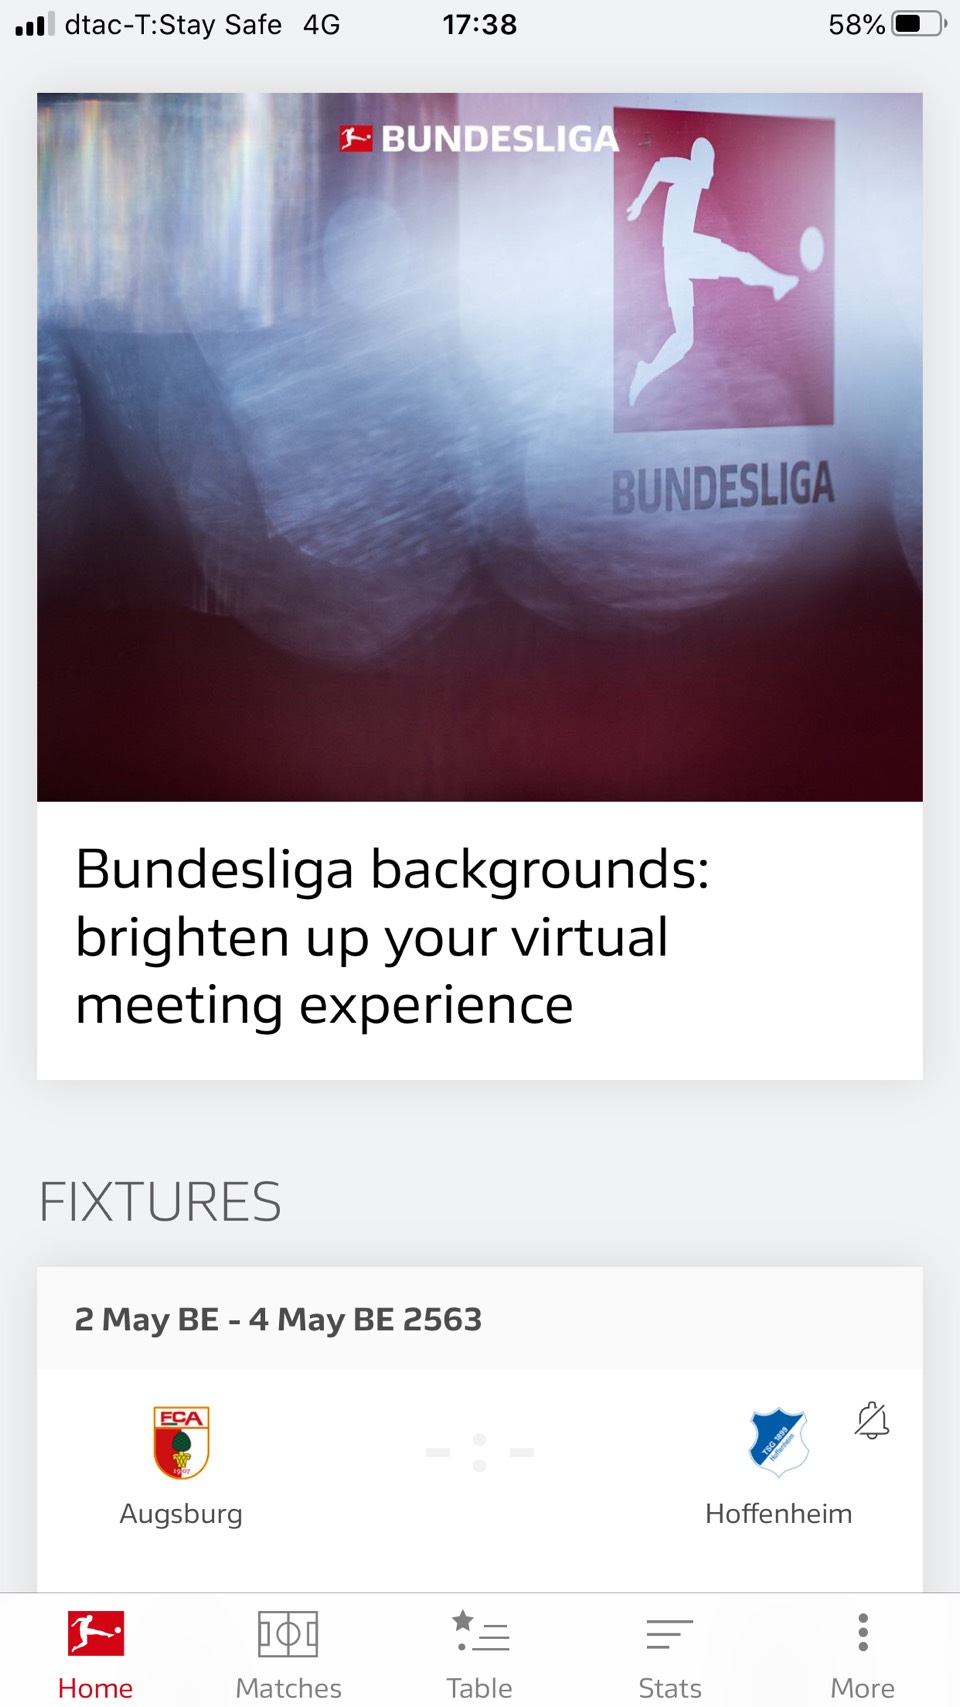 dtac-T:Stay Safe 4G 17:38 58%
BUNDESLIGA
BUNDESLIGA
Bundesliga backgrounds:
brighten up your virtual
meeting experience
FIXTURES
2 May BE - 4 May BE 2563
FCA
1907
TSG 1899
Hoffenheim
- : -
Augsburg Hoffenheim
Home Matches Table Stats More